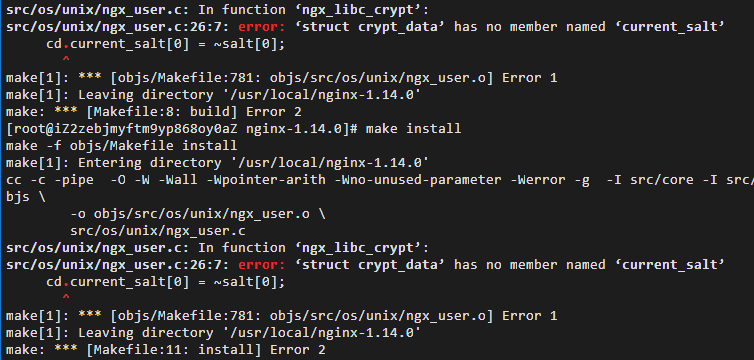 src/os/unix/ngx_user.c: In function ‘ngx_libc_crypt’:
src/os/unix/ngx_user.c:26:7: error: ‘struct crypt_data’ has no member named ‘current_salt’
     cd.current_salt[0] = ~salt[0];
       ^
make[1]: *** [objs/Makefile:781: objs/src/os/unix/ngx_user.o] Error 1
make[1]: Leaving directory '/usr/local/nginx-1.14.0'
make: *** [Makefile:8: build] Error 2
[root@iZ2zebjmyftm9yp868oy0aZ nginx-1.14.0]# make install
make -f objs/Makefile install
make[1]: Entering directory '/usr/local/nginx-1.14.0'
cc -c -pipe  -O -W -Wall -Wpointer-arith -Wno-unused-parameter -Werror -g  -I src/core -I src/
bjs \
        -o objs/src/os/unix/ngx_user.o \
        src/os/unix/ngx_user.c
src/os/unix/ngx_user.c: In function ‘ngx_libc_crypt’:
src/os/unix/ngx_user.c:26:7: error: ‘struct crypt_data’ has no member named ‘current_salt’
     cd.current_salt[0] = ~salt[0];
       ^
make[1]: *** [objs/Makefile:781: objs/src/os/unix/ngx_user.o] Error 1
make[1]: Leaving directory '/usr/local/nginx-1.14.0'
make: *** [Makefile:11: install] Error 2